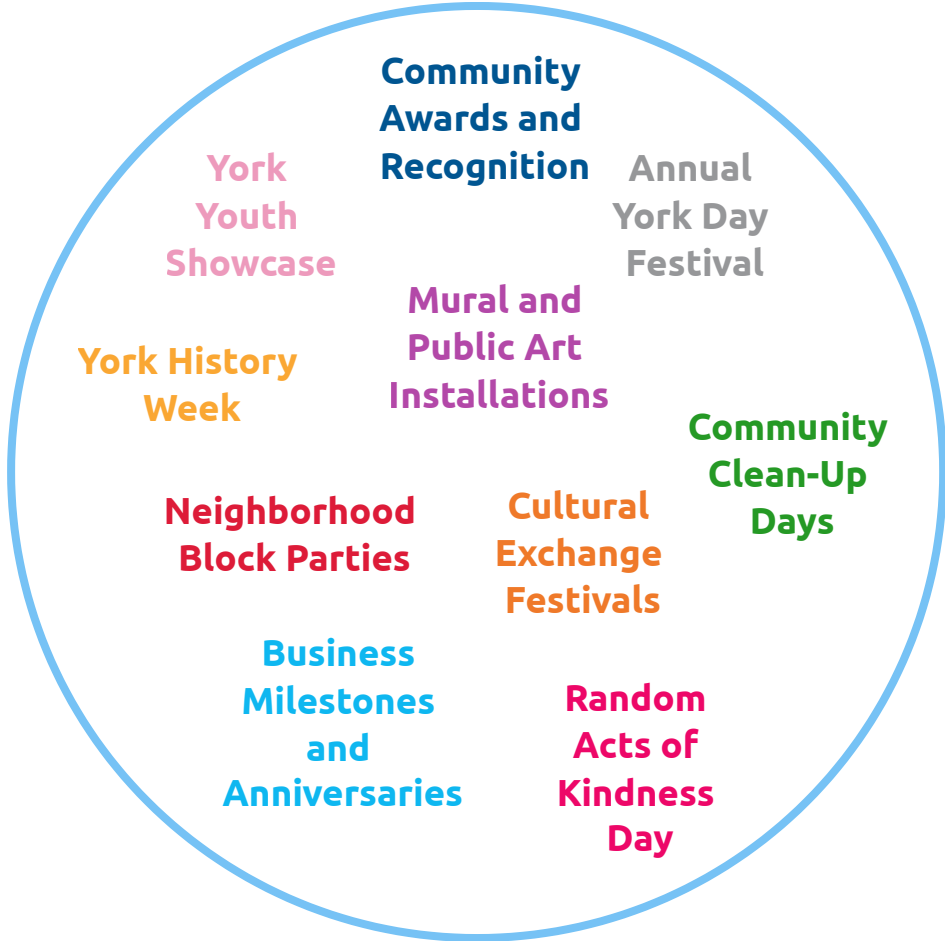 Community
Awards and
Recognition
York
Youth
Showcase
Annual
York Day
Festival
Mural and
Public Art
Installations
York History
Week
Community
Clean-Up
Days
Neighborhood
Block Parties
Cultural
Exchange
Festivals
Business
Milestones
and
Anniversaries
Random
Acts of
Kindness
Day